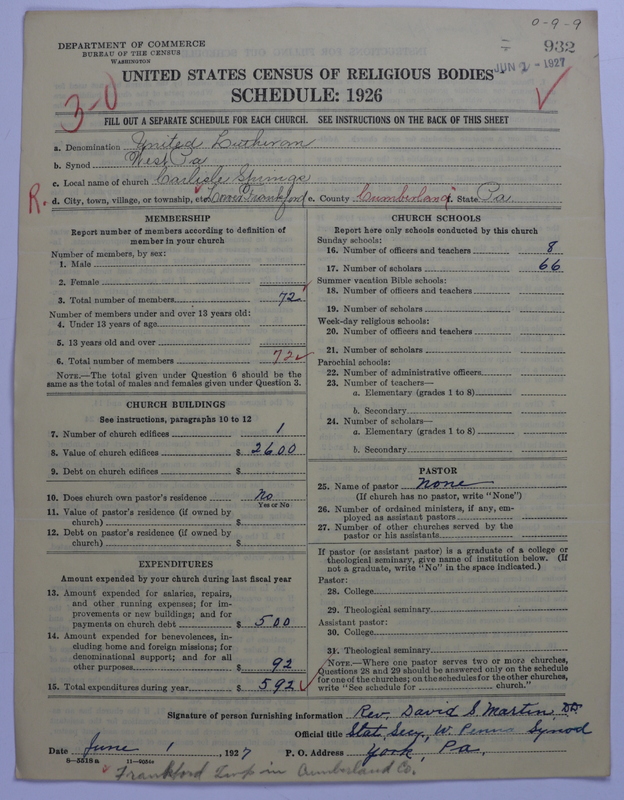 0-9-9
DEPARTMENT OF COMMERCE
BUREAU OF THE CENSUS
WASHINGTON
932
JUN 2 - 1927
UNITED STATES CENSUS OF RELIGIOUS BODIES
SCHEDULE: 1926
3-0
FILL OUT A SEPARATE SCHEDULE FOR EACH CHURCH. SEE INSTRUCTIONS ON THE BACK OF THIS SHEET
a. Denomination United Lutheran
b. Synod West Pa
c. Local name of church Carlisle Springs
R. d. City, town, village, or township, etc. Lower Frankford e. County Cumberland f. State Pa
MEMBERSHIP
Report number of members according to definition of member in your church
Number of members, by sex:
1. Male
2. Female
3. Total number of members 72
Number of members under and over 13 years old:
4. Under 13 years of age
5. 13 years old and over
6. Total number of members 72
NOTE.—The total given under Question 6 should be the
same as the total of males and females given under Question 3.
CHURCH BUILDINGS
See instructions, paragraphs 10 to 12
7. Number of church edifices 1
8. Value of church edifices $ 2600
9. Debt on church edifices $
10. Does church own pastor's residence No
Yes or No
11. Value of pastor's residence (if owned by
church) $
12. Debt on pastor's residence (if owned by
church) $
EXPENDITURES
Amount expended by your church during last fiscal year
13. Amount expended for salaries, repairs,
and other running expenses; for im-
provements or new buildings; and for
payments on church debt $ 500
14. Amount expended for benevolences, in-
cluding home and foreign missions; for
denominational support; and for all
other purposes 92
15. Total expenditures during year $ 592
CHURCH SCHOOLS
Report here only schools conducted by this church
Sunday schools:
16. Number of officers and teachers 8
17. Number of scholars 66
Summer vacation Bible schools:
18. Number of officers and teachers
19. Number of scholars
Week-day religious schools:
20. Number of officers and teachers
21. Number of scholars
Parochial schools:
22. Number of administrative officers
23. Number of teachers—
a. Elementary (grades 1 to 8)
b. Secondary
24. Number of scholars—
a. Elementary (grades 1 to 8)
b. Secondary
PASTOR
25. Name of pastor None
(If church has no pastor, write "None")
26. Number of ordained ministers, if any, em-
ployed as assistant pastors
27. Number of other churches served by the
pastor or his assistants
If pastor (or assistant pastor) is a graduate of a college or
theological seminary, give name of institution below. (If
not a graduate, write "No" in the space indicated.)
Pastor:
28. College
29. Theological seminary
Assistant pastor:
30. College
31. Theological seminary
NOTE.—Where one pastor serves two or more churches,
Questions 28 and 29 should be answered only on the schedule
for one of the churches; on the schedules for the other churches,
write "See schedule for church."
Signature of person furnishing information Rev. David S. Martin, DD.
Official title Stat. Secy, W. Penna Synod
Date June 1, 1927 P. O. Address York, Pa,
8-5518a 11-9054a
Frankford Twp in Cumberland Co.